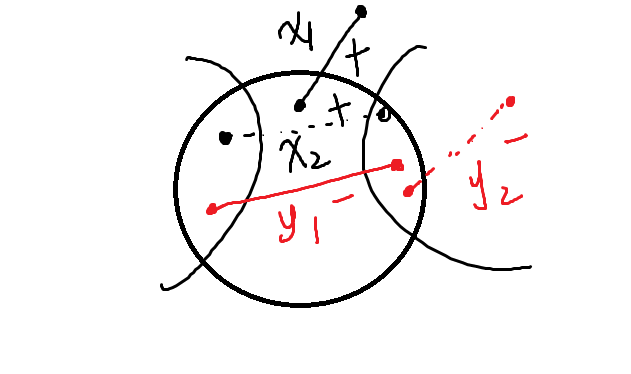 x1 +
+
x2
y1 -
y2 -